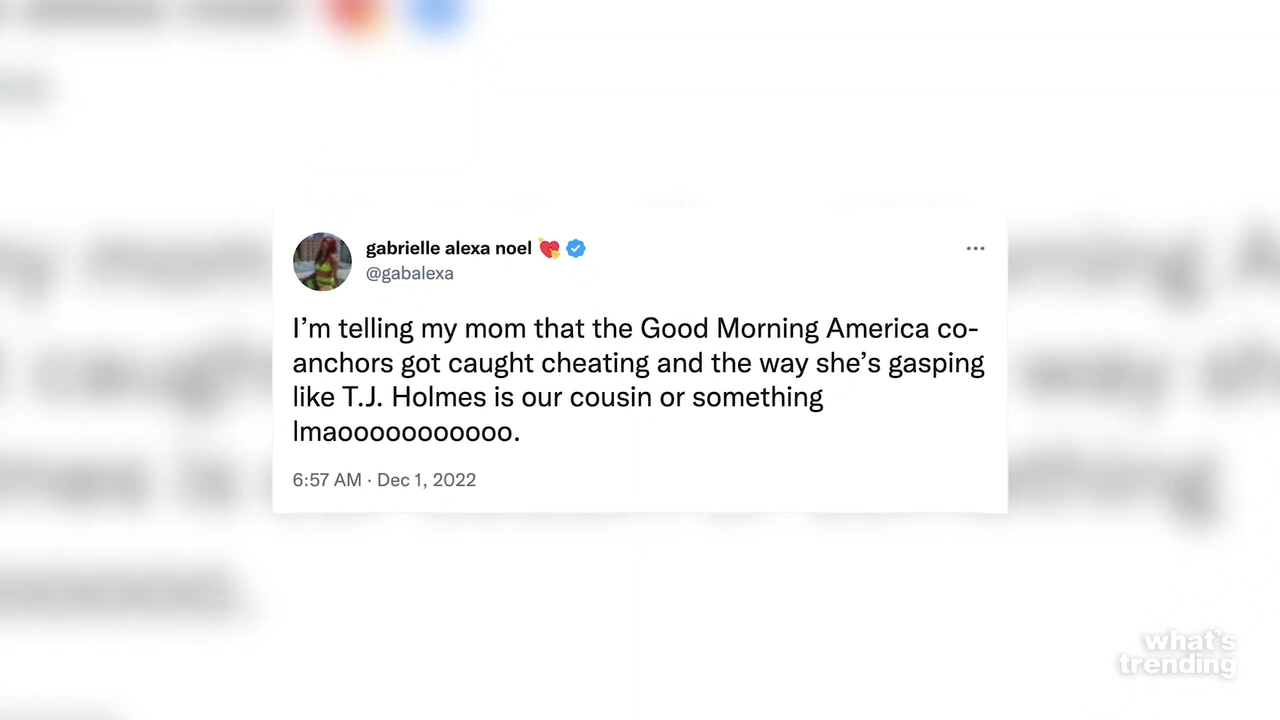 gabrielle alexa noel 💘
@gabalexa
I’m telling my mom that the Good Morning America co-
anchors got caught cheating and the way she’s gasping
like T.J. Holmes is our cousin or something
lmaooooooooooo.
6:57 AM · Dec 1, 2022
what's
trending